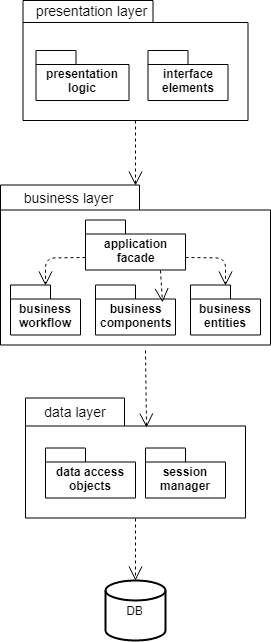 presentation layer
presentation
logic
interface
elements
business layer
application
facade
business
workflow
business
components
business
entities
data layer
data access
objects
session
manager
DB